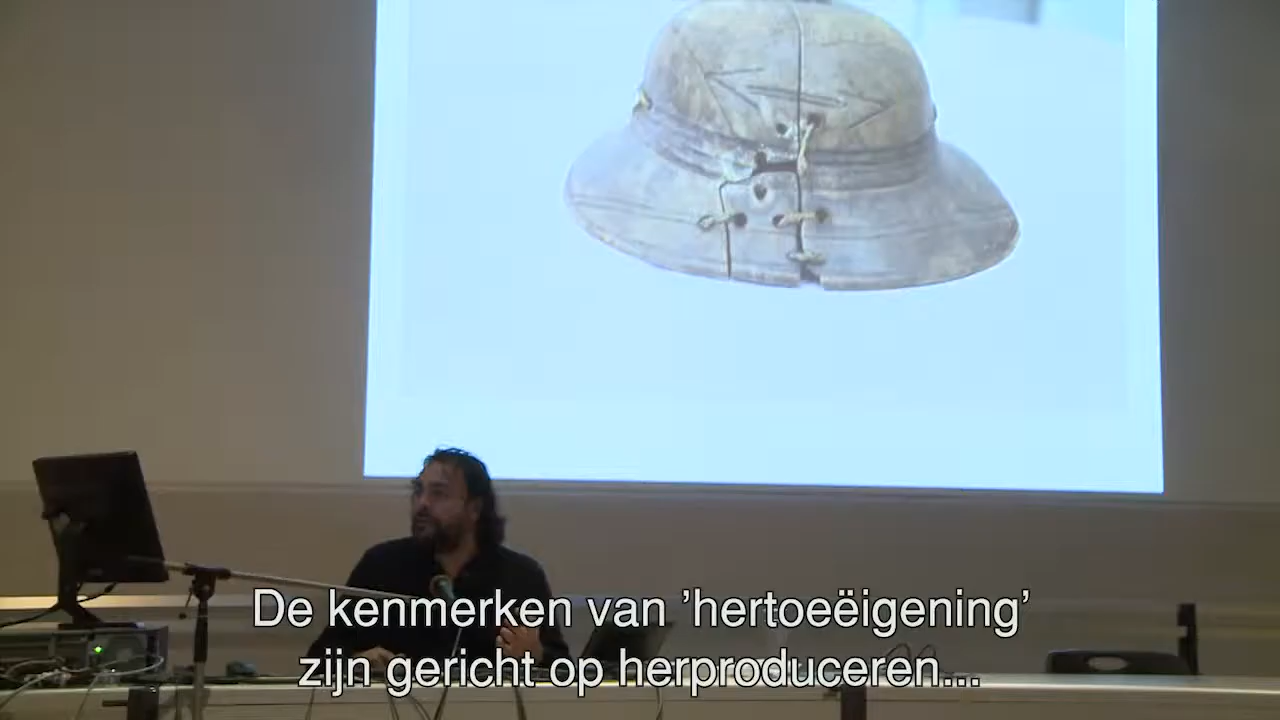 De kenmerken van ’hertoeëigening’
zijn gericht op herproduceren...